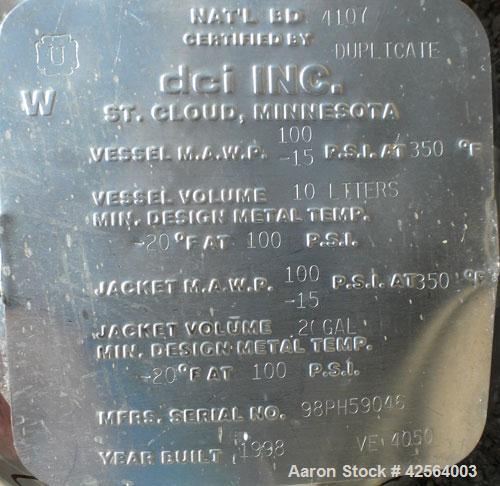 NAT'L BD 4107
CERTIFIED BY
DUPLICATE
U
W
dci INC.
ST. CLOUD, MINNESOTA
100
VESSEL M.A.W.P. -15 P.S.I. AT 350 °F
VESSEL VOLUME 10 LITERS
MIN. DESIGN METAL TEMP.
-20 °F AT 100 P.S.I.
JACKET M.A.W.P. 100 P.S.I. AT 350 °F
-15
JACKET VOLUME GAL
MIN. DESIGN METAL TEMP.
-20 °F AT 100 P.S.I.
MFRS. SERIAL NO. 98PH59046
YEAR BUILT 1998 VE 4050
Aaron Stock # 42564003